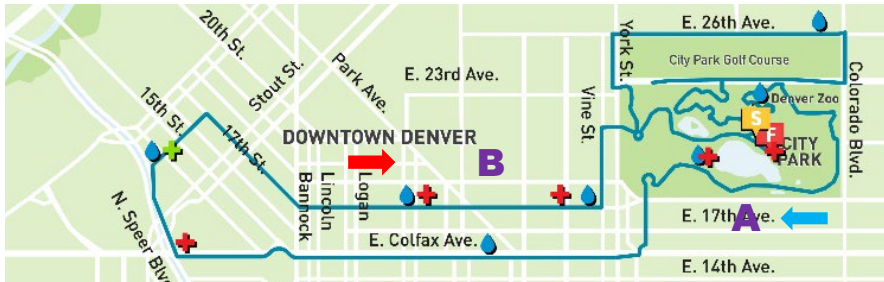 E. 26th Ave.
20th St.
York St.
City Park Golf Course
Stout St.
Park Ave.
E. 23rd Ave.
Colorado Blvd.
15th St.
Vine St.
Denver Zoo
S
17th St.
DOWNTOWN DENVER
F
CITY
PARK
B
Bannock
Lincoln
Logan
N. Speer Blv
E. 17th Ave.
A
E. Colfax Ave.
E. 14th Ave.